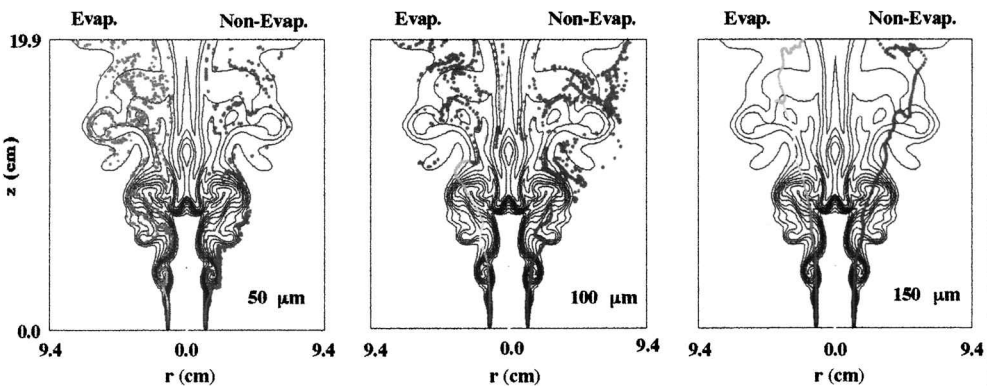 Evap. Non-Evap. Evap. Non-Evap. Evap. Non-Evap.
19.9
z (cm)
50 μm 100 μm 150 μm
0.0
9.4 0.0 9.4 9.4 0.0 9.4 9.4 0.0 9.4
r (cm) r (cm) r (cm)